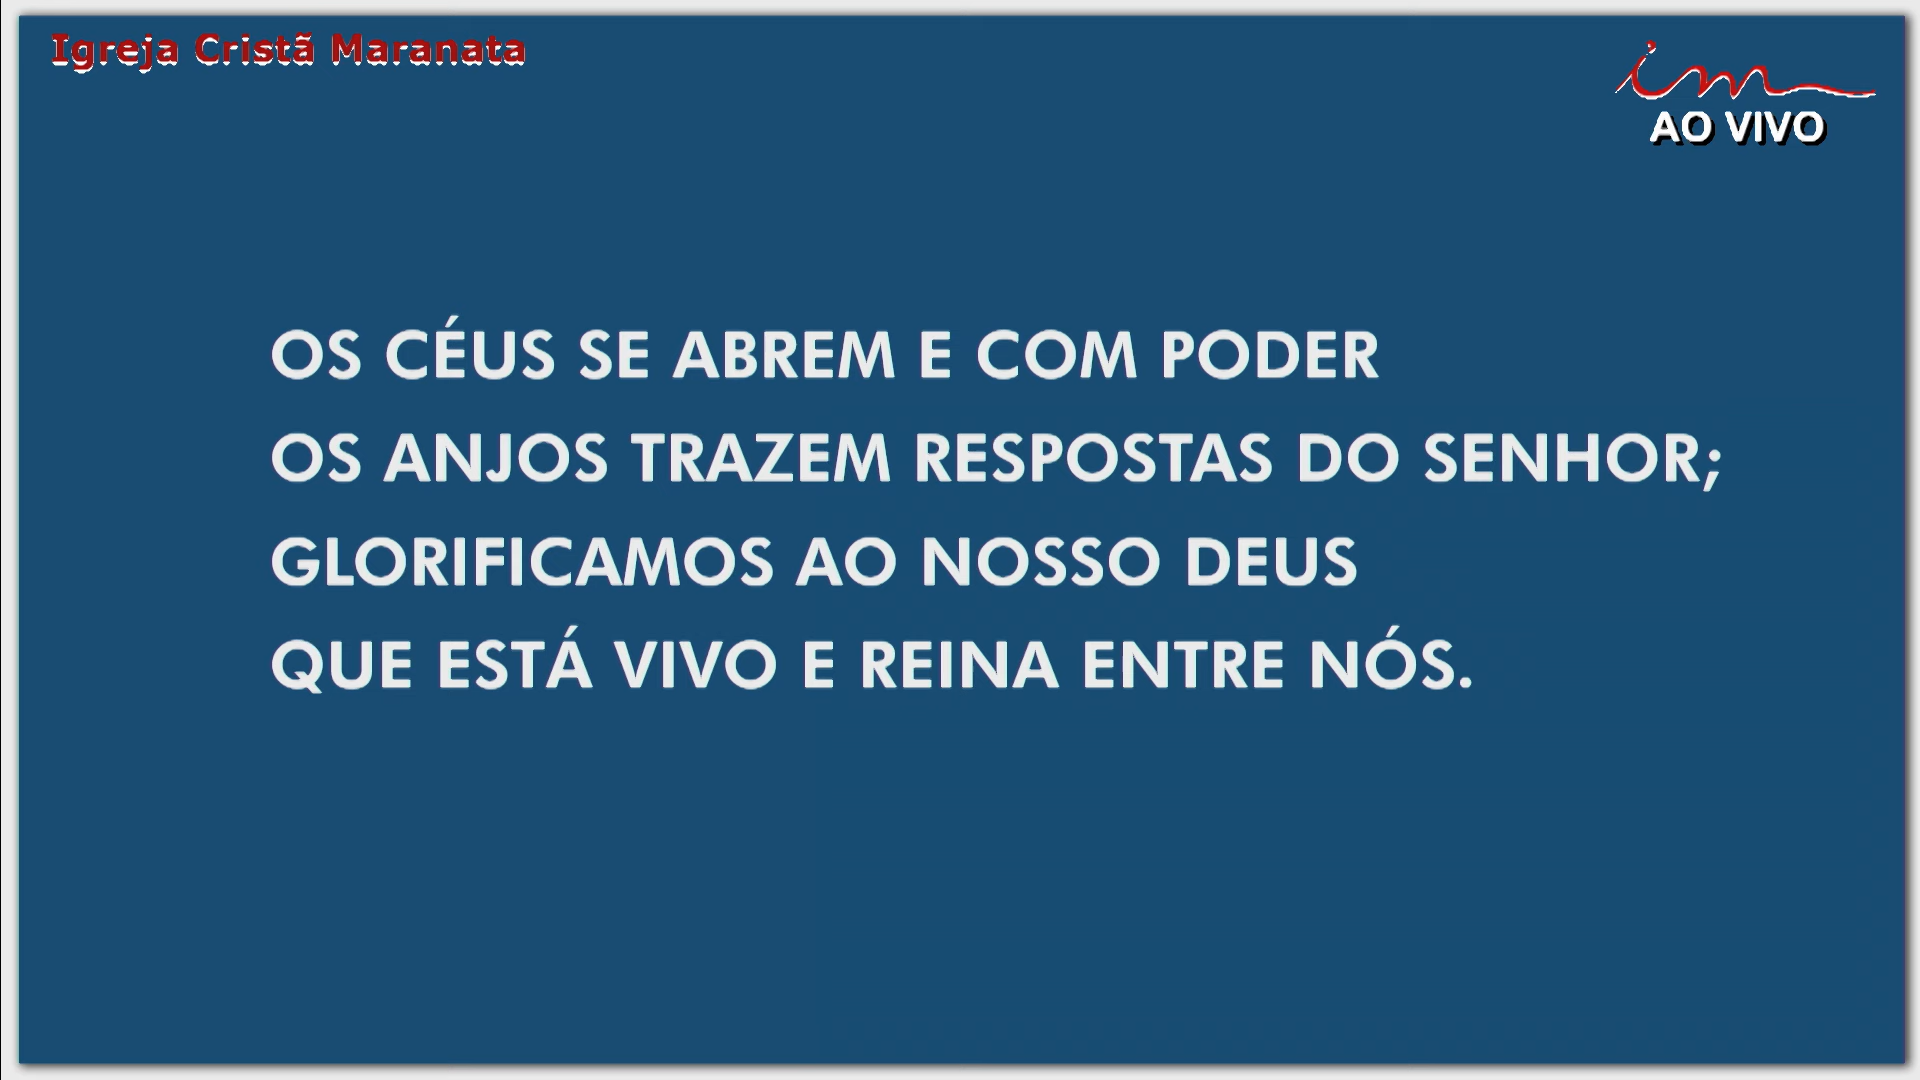 Igreja Cristã Maranata
im
AO VIVO
OS CÉUS SE ABREM E COM PODER
OS ANJOS TRAZEM RESPOSTAS DO SENHOR;
GLORIFICAMOS AO NOSSO DEUS
QUE ESTÁ VIVO E REINA ENTRE NÓS.